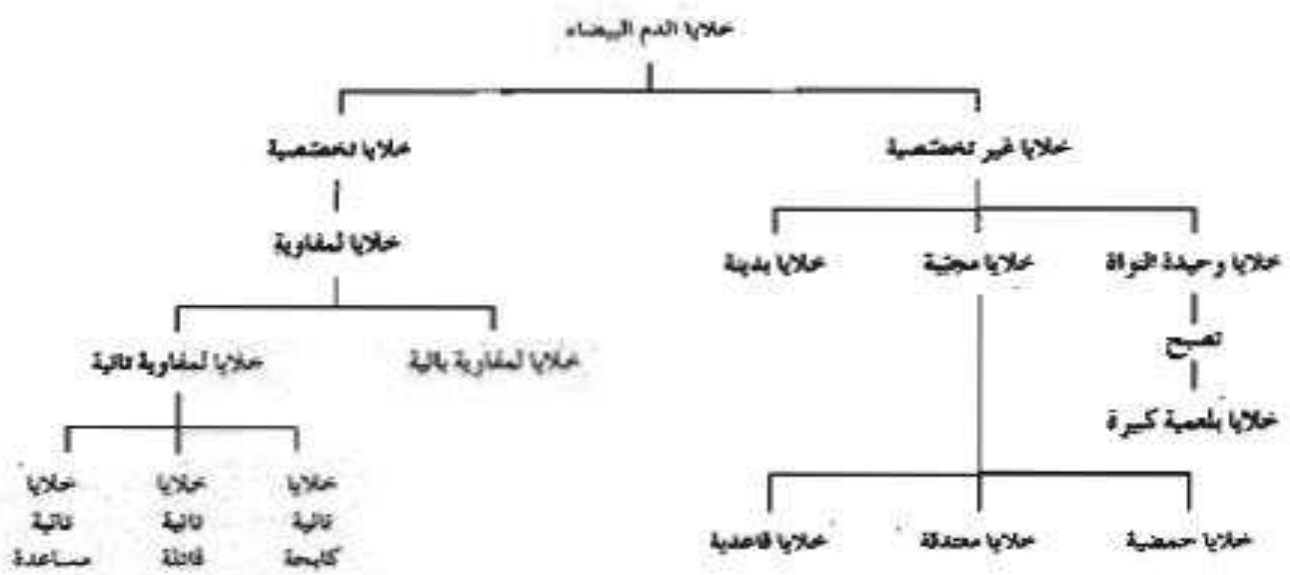 خلايا الدم البيضاء
خلايا غير تخصصية
خلايا تخصصية
خلايا لمفاوية
خلايا وحيدة النواة
خلايا محببة
خلايا بدينة
تصبح
خلايا لمفاوية بائية
خلايا لمفاوية تائية
خلايا بلعمية كبيرة
خلايا
خلايا
خلايا
تائية
تائية
تائية
كابحة
قاتلة
مساعدة
خلايا حمضية
خلايا معتدلة
خلايا قاعدية